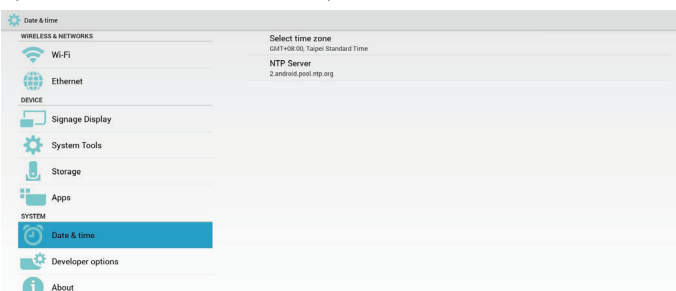 Date & time
WIRELESS & NETWORKS
Wi-Fi
Ethernet
DEVICE
Signage Display
System Tools
Storage
Apps
SYSTEM
Date & time
Developer options
About
Select time zone
GMT+08:00, Taipei Standard Time
NTP Server
2.android.pool.ntp.org